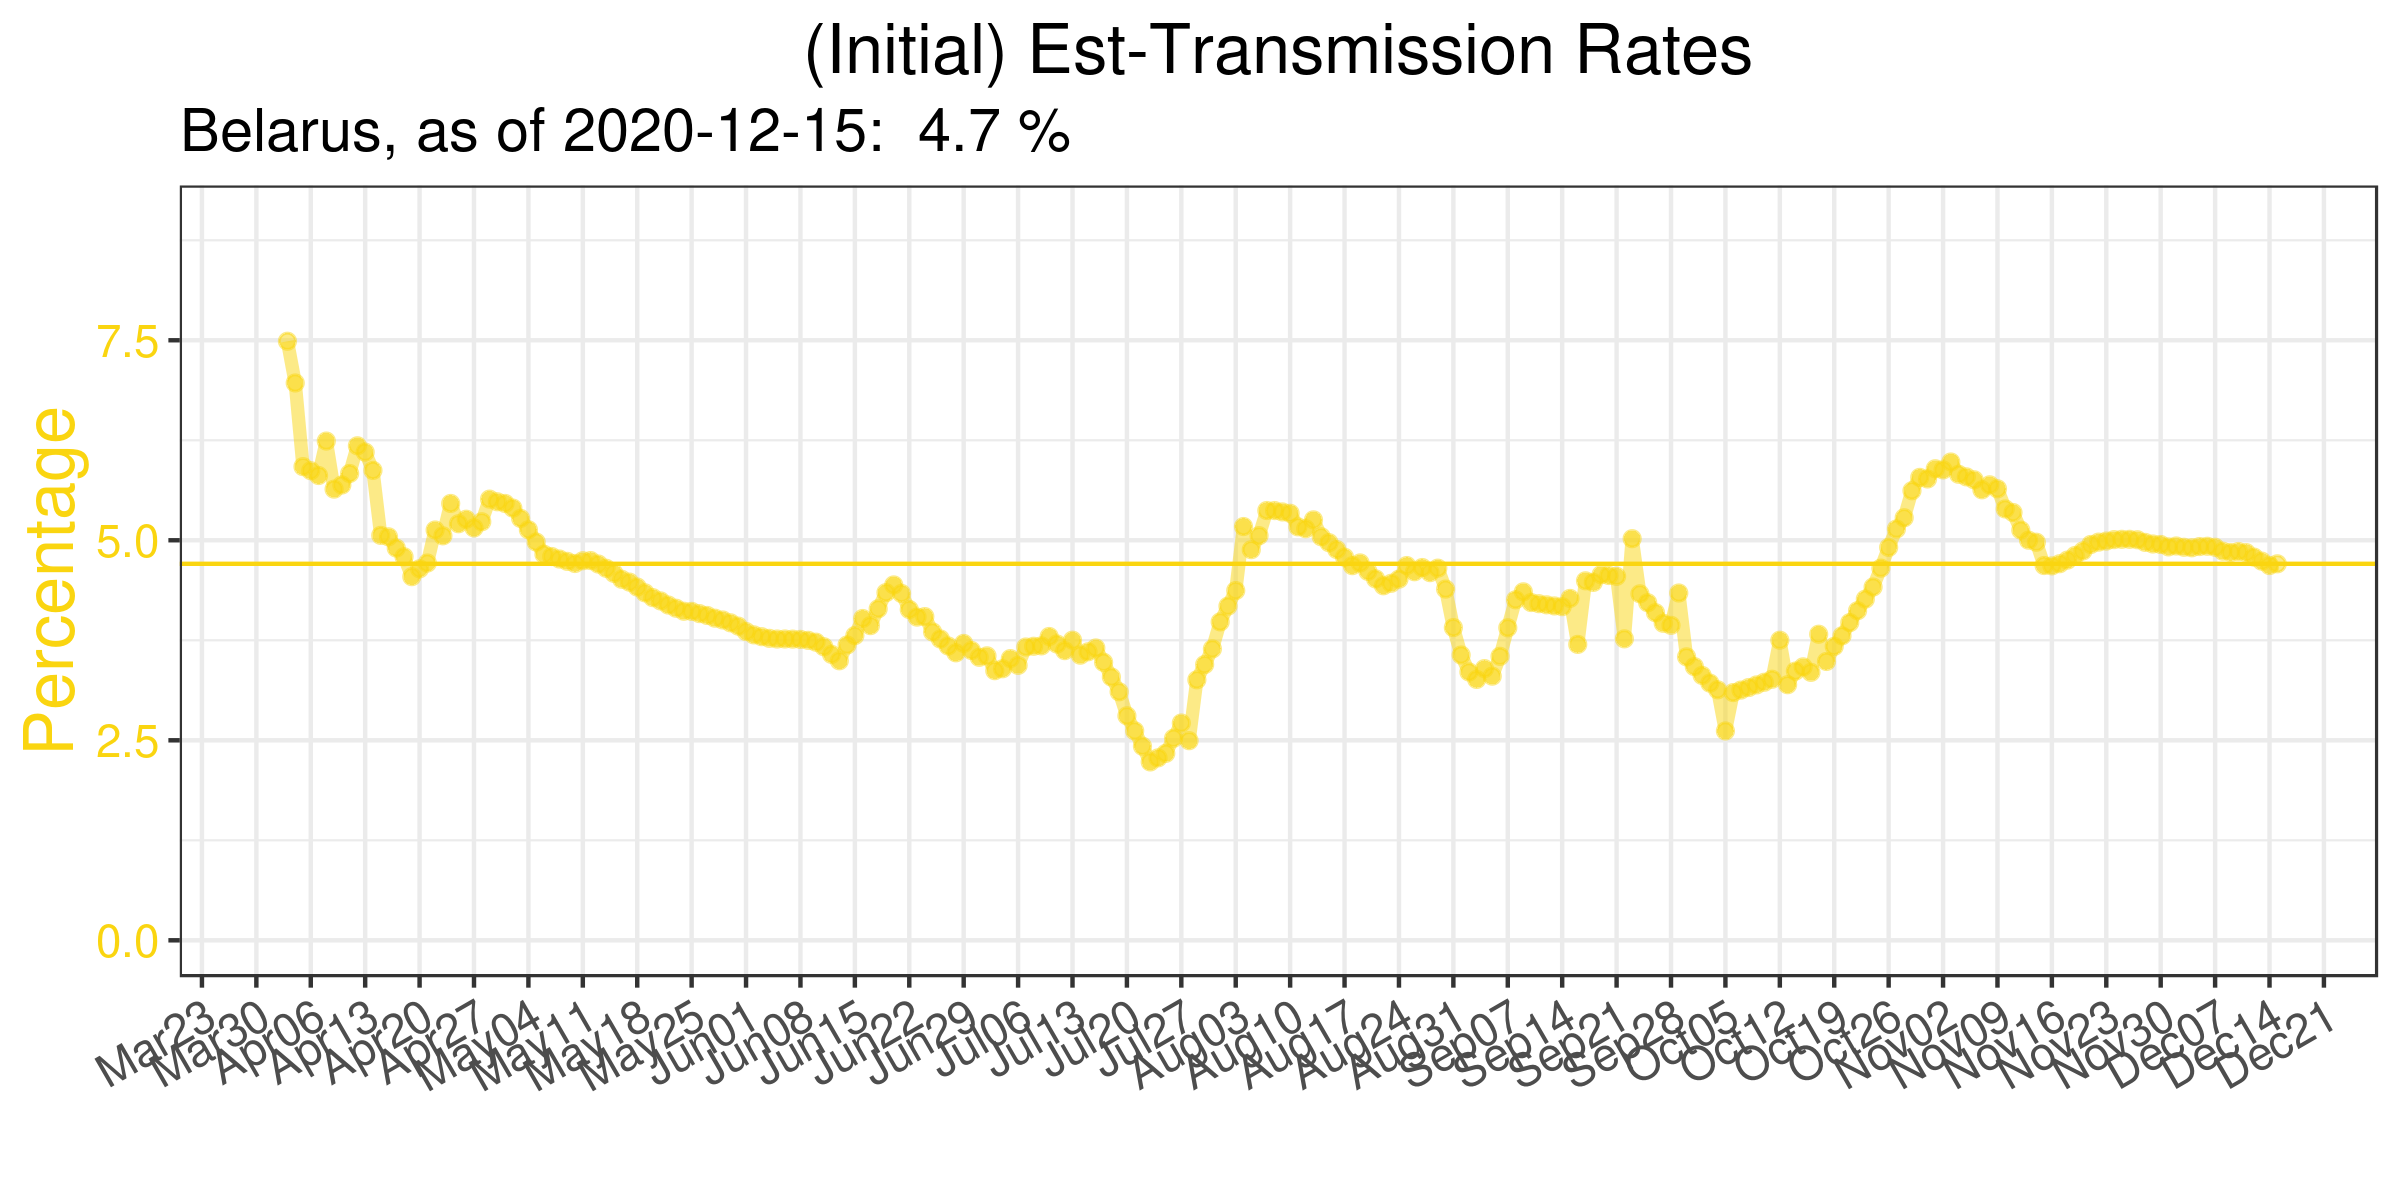 (Initial) Est-Transmission Rates
Belarus, as of 2020-12-15:  4.7 %
Percentage
7.5
5.0
2.5
0.0
Mar23
Mar30
Apr06
Apr13
Apr20
Apr27
May04
May11
May18
May25
Jun01
Jun08
Jun15
Jun22
Jun29
Jul06
Jul13
Jul20
Jul27
Aug03
Aug10
Aug17
Aug24
Aug31
Sep07
Sep14
Sep21
Sep28
Oct05
Oct12
Oct19
Oct26
Nov02
Nov09
Nov16
Nov23
Nov30
Dec07
Dec14
Dec21